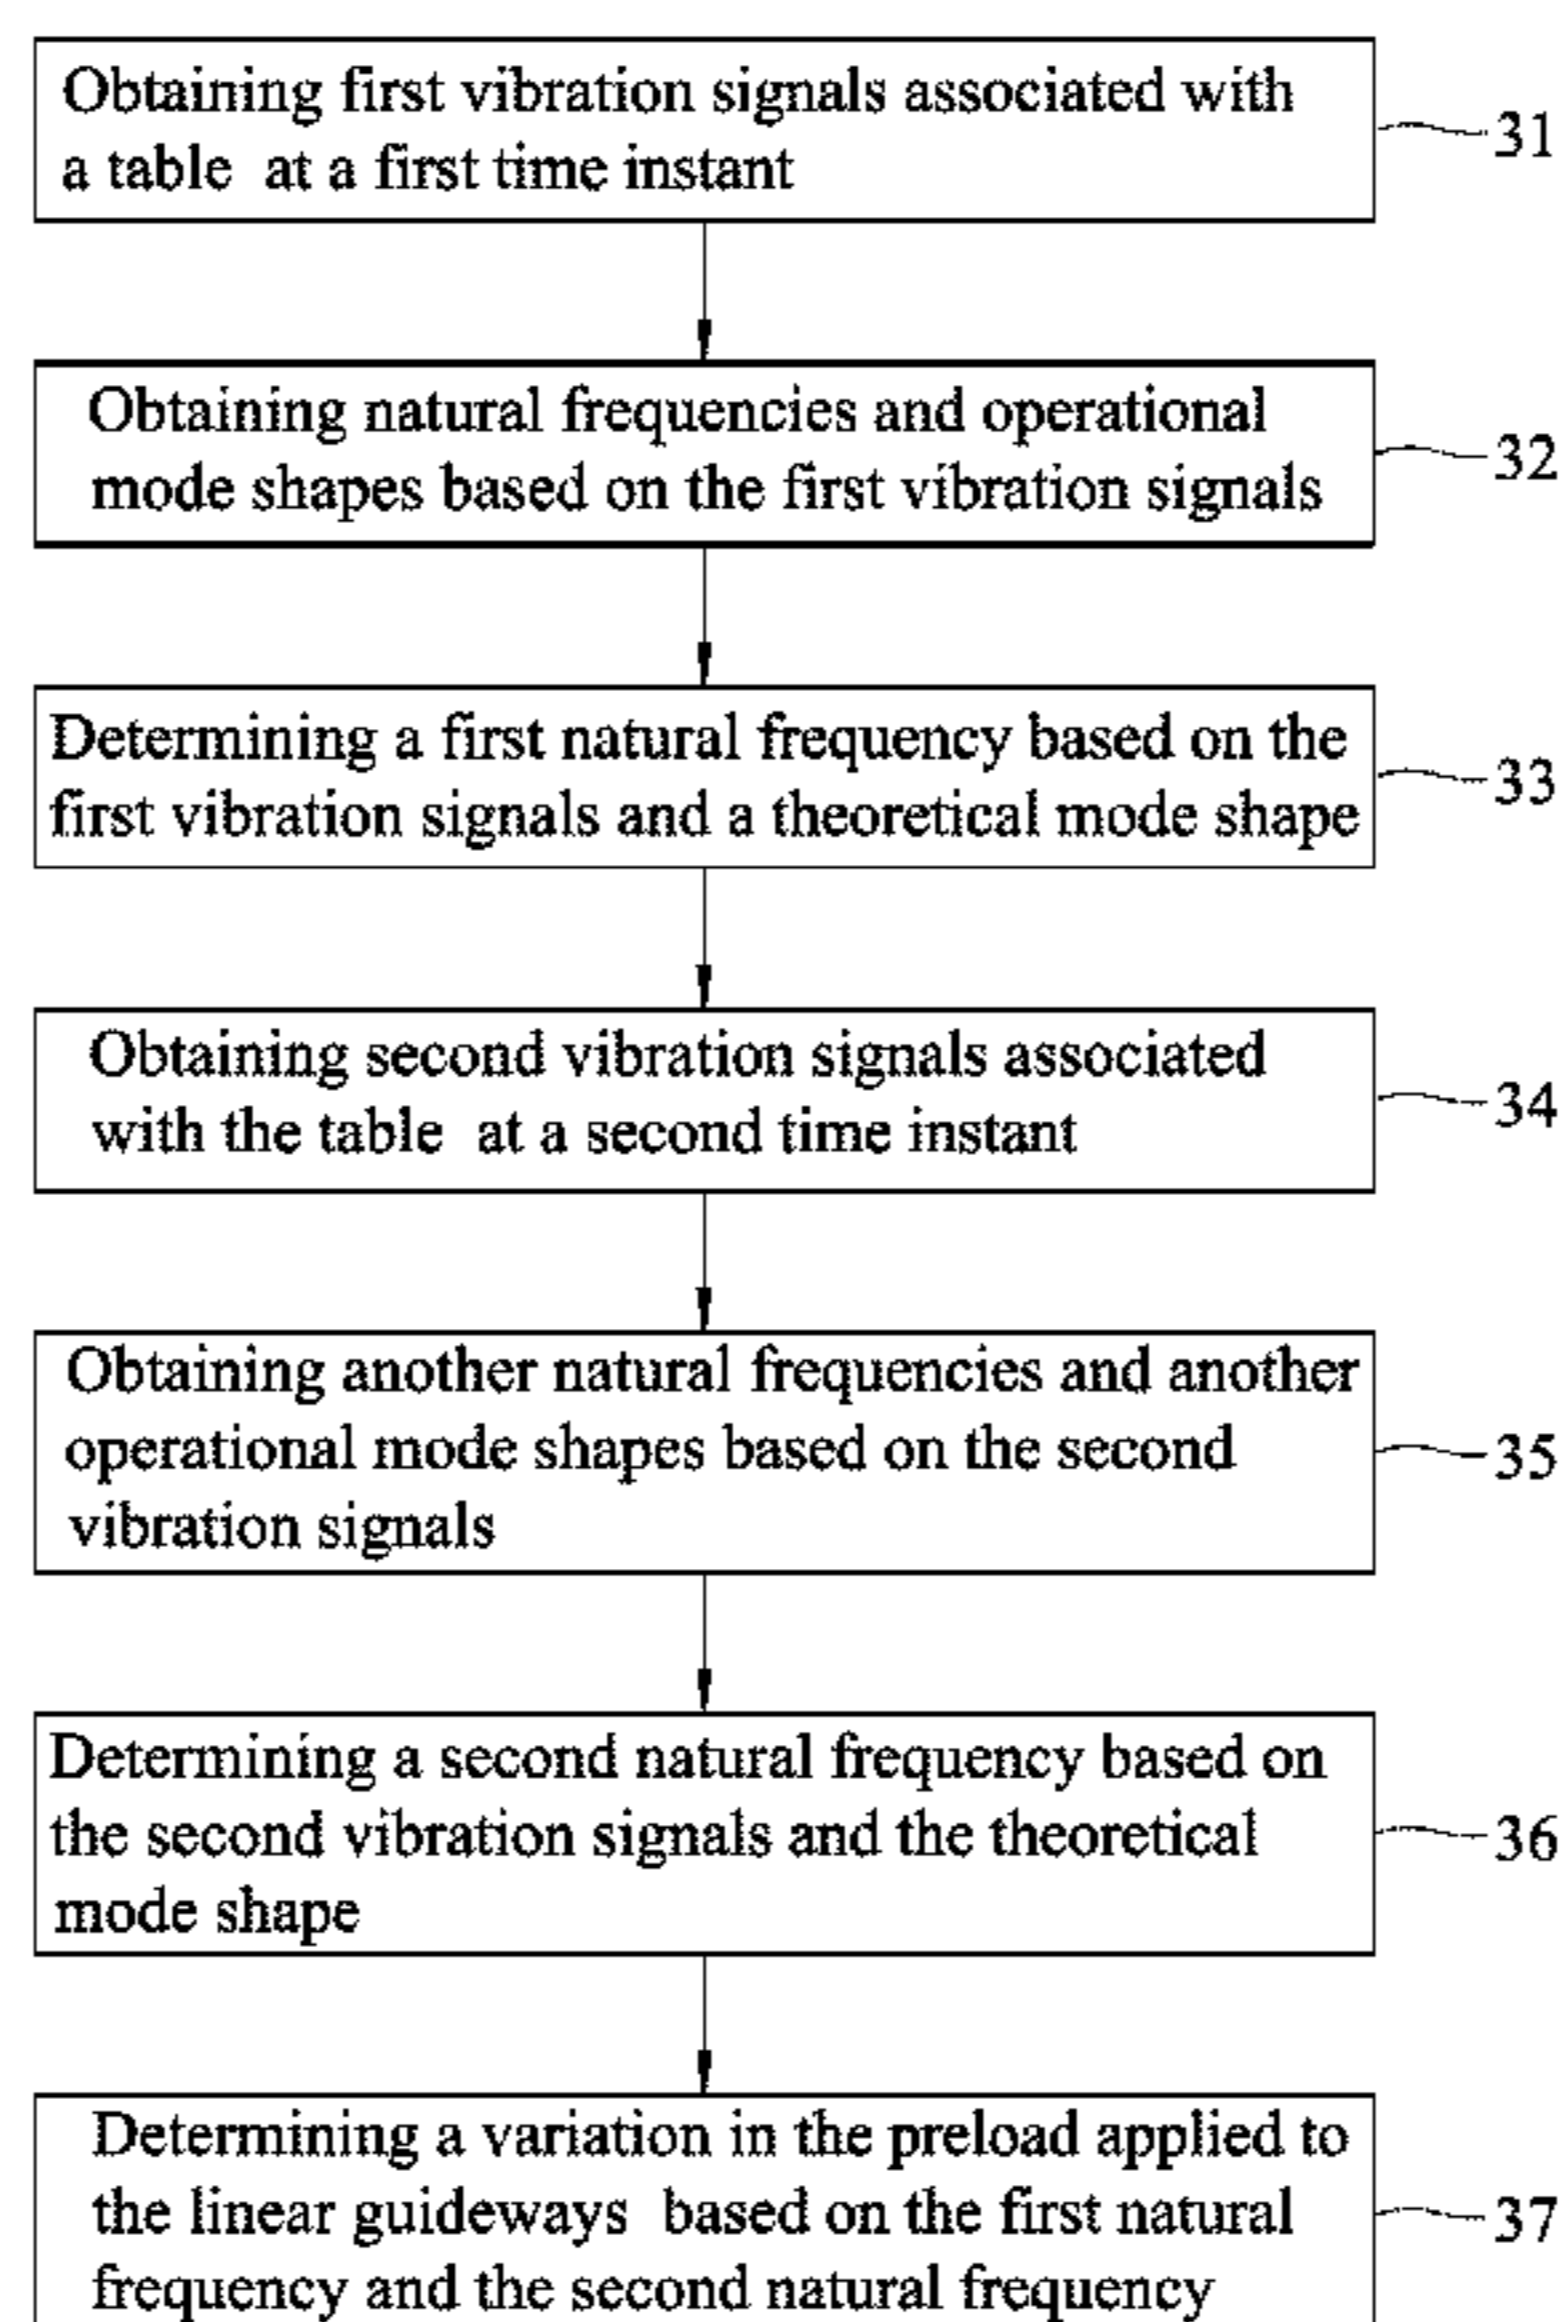 Obtaining first vibration signals associated with
a table at a first time instant
31
Obtaining natural frequencies and operational
mode shapes based on the first vibration signals
32
Determining a first natural frequency based on the
first vibration signals and a theoretical mode shape
33
Obtaining second vibration signals associated
with the table at a second time instant
34
Obtaining another natural frequencies and another
operational mode shapes based on the second
vibration signals
35
Determining a second natural frequency based on
the second vibration signals and the theoretical
mode shape
36
Determining a variation in the preload applied to
the linear guideways based on the first natural
frequency and the second natural frequency
37